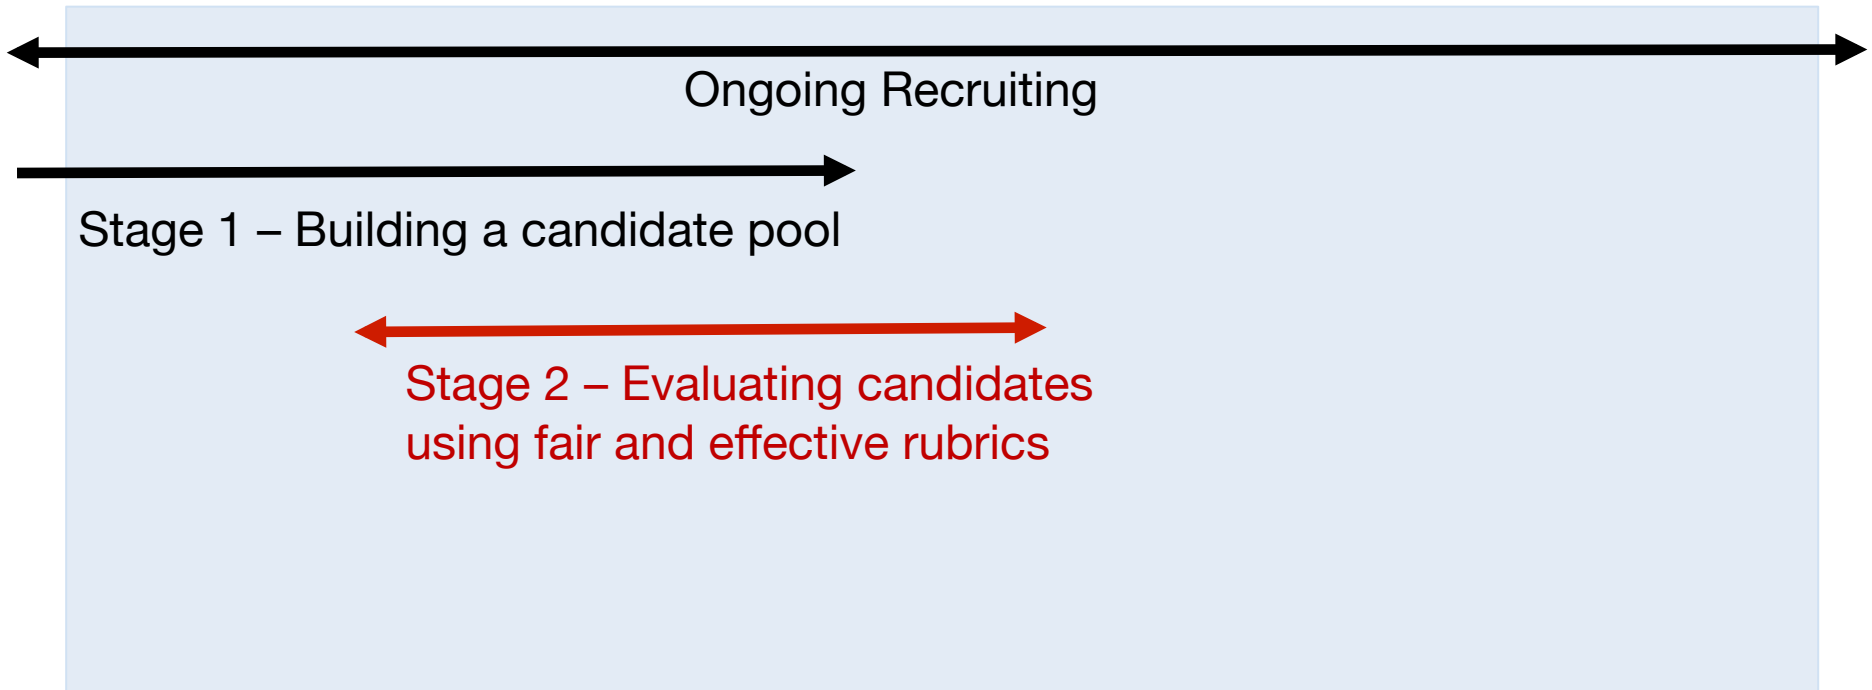 Ongoing Recruiting
Stage 1 – Building a candidate pool
Stage 2 – Evaluating candidates
using fair and effective rubrics